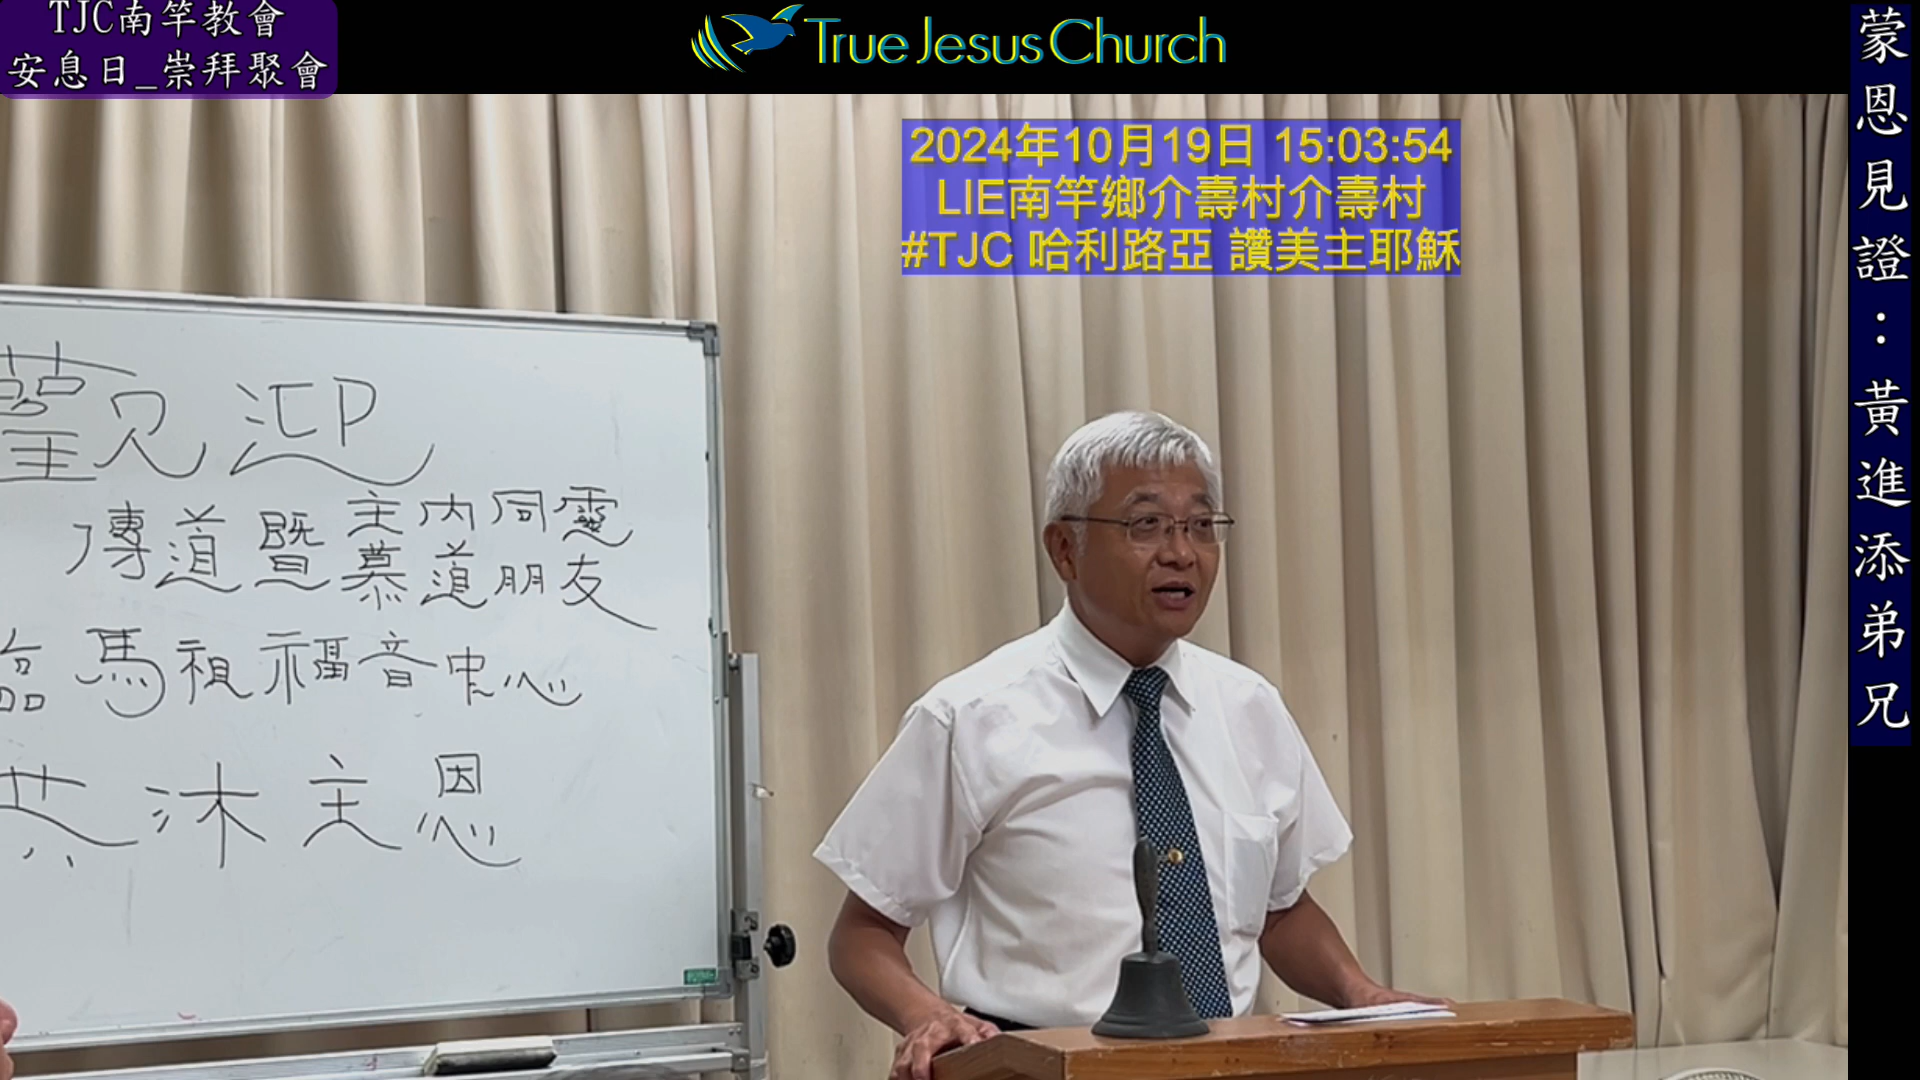 TJC南竿教會
安息日_崇拜聚會
True Jesus Church
2024年10月19日 15:03:54
LIE南竿鄉介壽村介壽村
#TJC 哈利路亞 讚美主耶穌
蒙恩見證：黃進添弟兄
歡迎
傳道暨主內同靈
慕道朋友
臨馬祖福音中心
共沐主恩